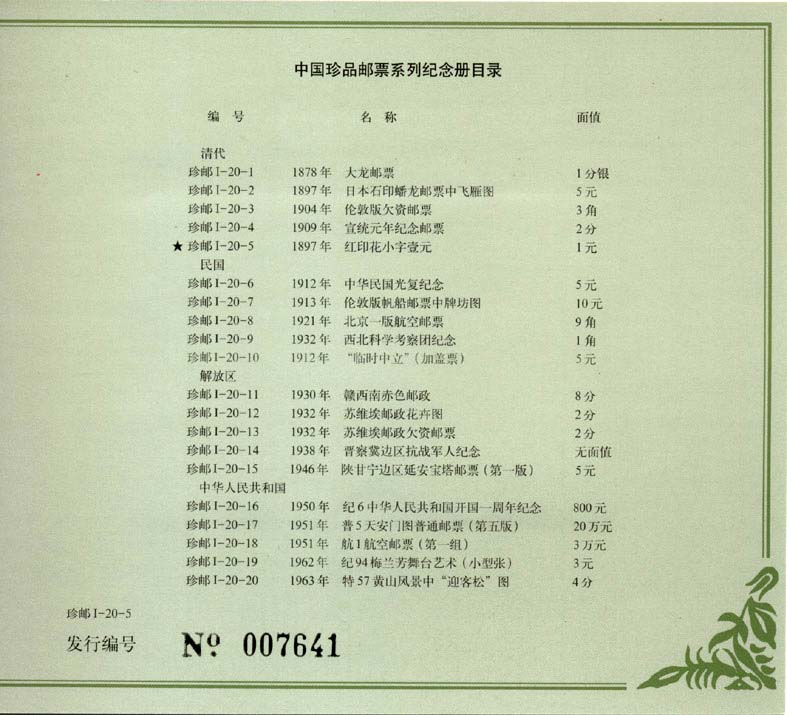 中国珍品邮票系列纪念册目录
编 号 名 称 面值
清代
珍邮I-20-1 1878年 大龙邮票 1分银
珍邮I-20-2 1897年 日本石印蟠龙邮票中飞雁图 5元
珍邮I-20-3 1904年 伦敦版欠资邮票 3角
珍邮I-20-4 1909年 宣统元年纪念邮票 2分
★ 珍邮I-20-5 1897年 红印花小字壹元 1元
民国
珍邮I-20-6 1912年 中华民国光复纪念 5元
珍邮I-20-7 1913年 伦敦版帆船邮票中牌坊图 10元
珍邮I-20-8 1921年 北京一版航空邮票 9角
珍邮I-20-9 1932年 西北科学考察团纪念 1角
珍邮I-20-10 1912年 “临时中立”(加盖票) 5元
解放区
珍邮I-20-11 1930年 赣西南赤色邮政 8分
珍邮I-20-12 1932年 苏维埃邮政花卉图 2分
珍邮I-20-13 1932年 苏维埃邮政欠资邮票 2分
珍邮I-20-14 1938年 晋察冀边区抗战军人纪念 无面值
珍邮I-20-15 1946年 陕甘宁边区延安宝塔邮票(第一版) 5元
中华人民共和国
珍邮I-20-16 1950年 纪6中华人民共和国开国一周年纪念 800元
珍邮I-20-17 1951年 普5天安门图普通邮票(第五版) 20万元
珍邮I-20-18 1951年 航1航空邮票(第一组) 3万元
珍邮I-20-19 1962年 纪94梅兰芳舞台艺术(小型张) 3元
珍邮I-20-20 1963年 特57黄山风景中“迎客松”图 4分
珍邮I-20-5
发行编号 Nº 007641